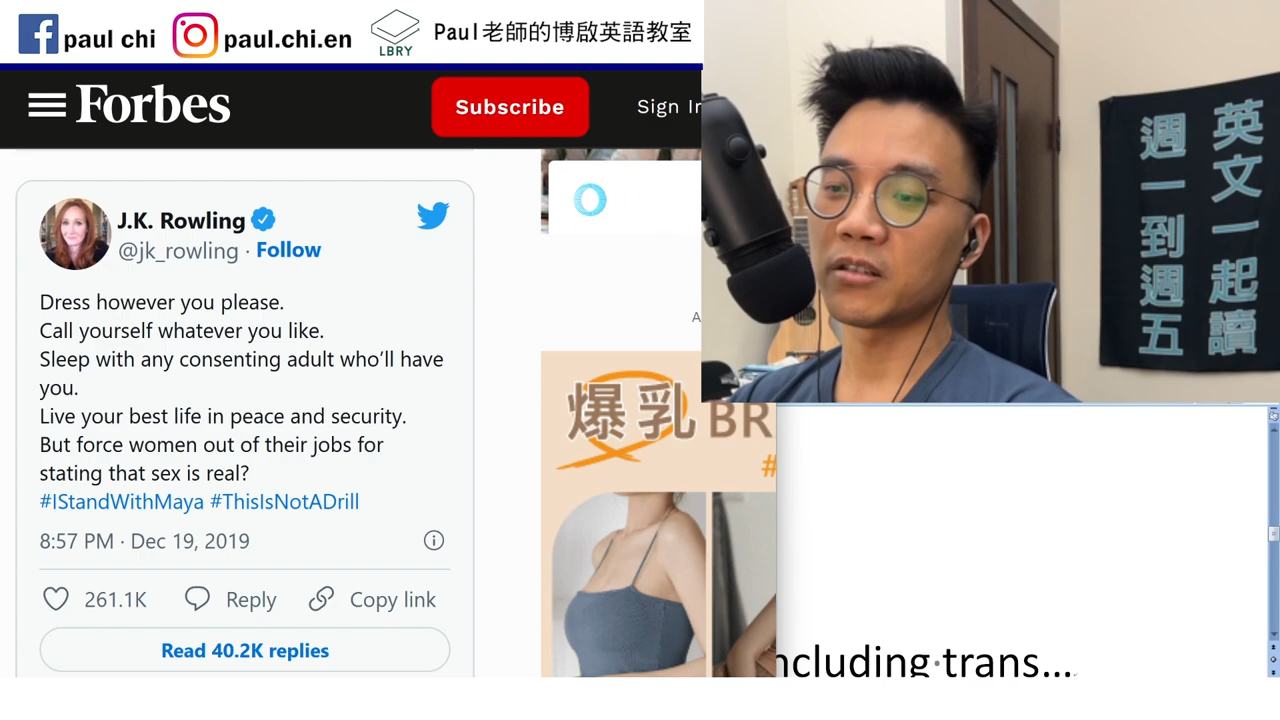 paul chi
paul.chi.en
LBRY
Paul老師的博啟英語教室
Forbes
Subscribe
Sign In
J.K. Rowling
@jk_rowling · Follow
Dress however you please.
Call yourself whatever you like.
Sleep with any consenting adult who’ll have
you.
Live your best life in peace and security.
But force women out of their jobs for
stating that sex is real?
#IStandWithMaya #ThisIsNotADrill
8:57 PM · Dec 19, 2019
261.1K
Reply
Copy link
Read 40.2K replies
A
爆乳BR
#
英文一起讀
週一到週五
ncluding trans...